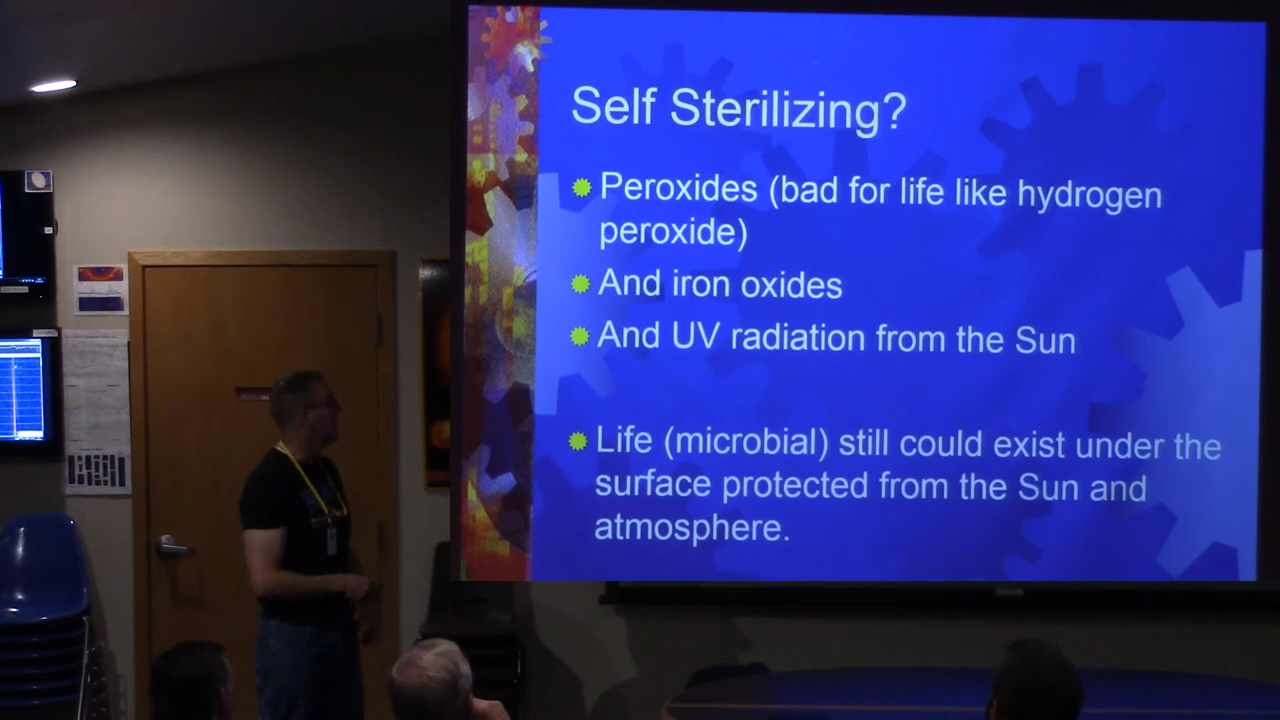 Self Sterilizing?
Peroxides (bad for life like hydrogen
peroxide)
And iron oxides
And UV radiation from the Sun
Life (microbial) still could exist under the
surface protected from the Sun and
atmosphere.